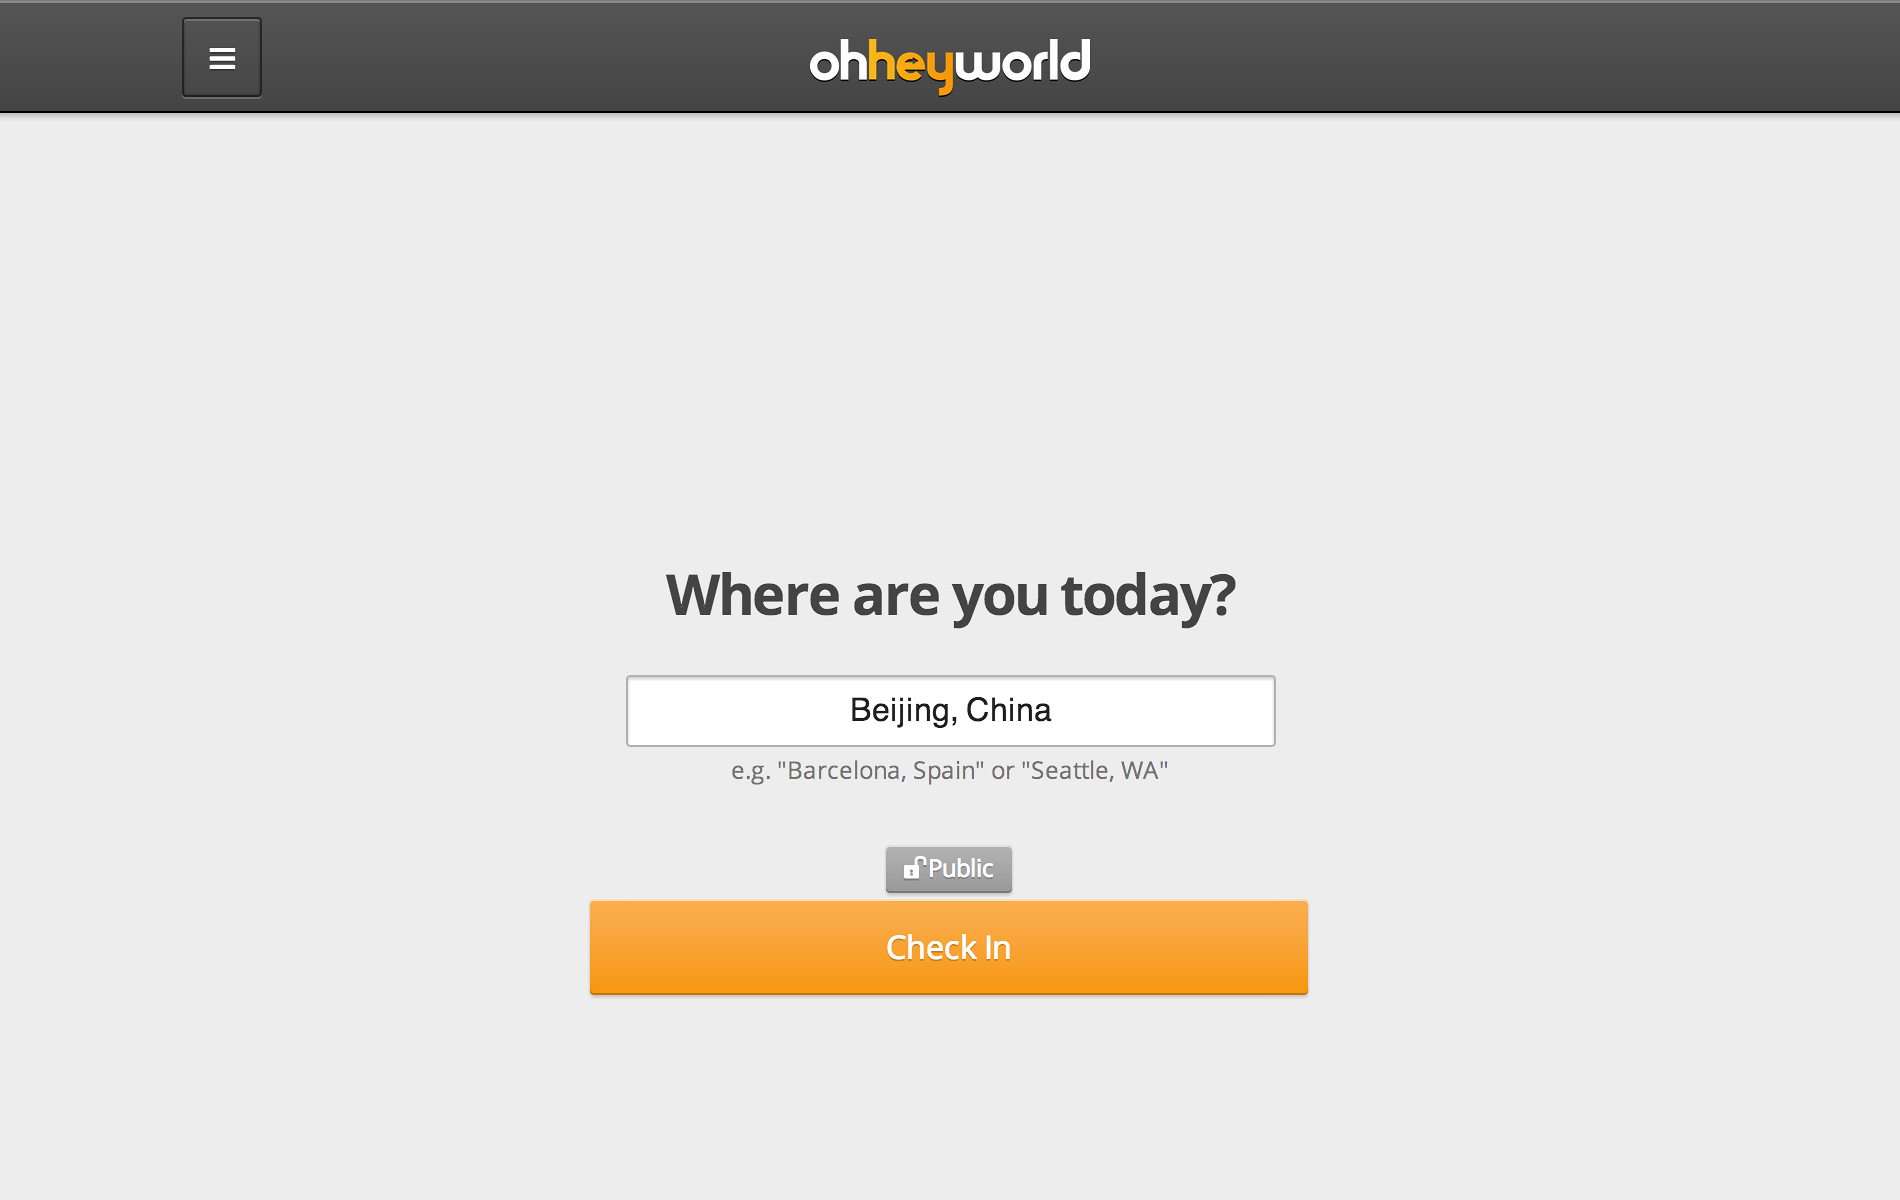 ohheyworld
Where are you today?
Beijing, China
e.g. "Barcelona, Spain" or "Seattle, WA"
Public
Check In